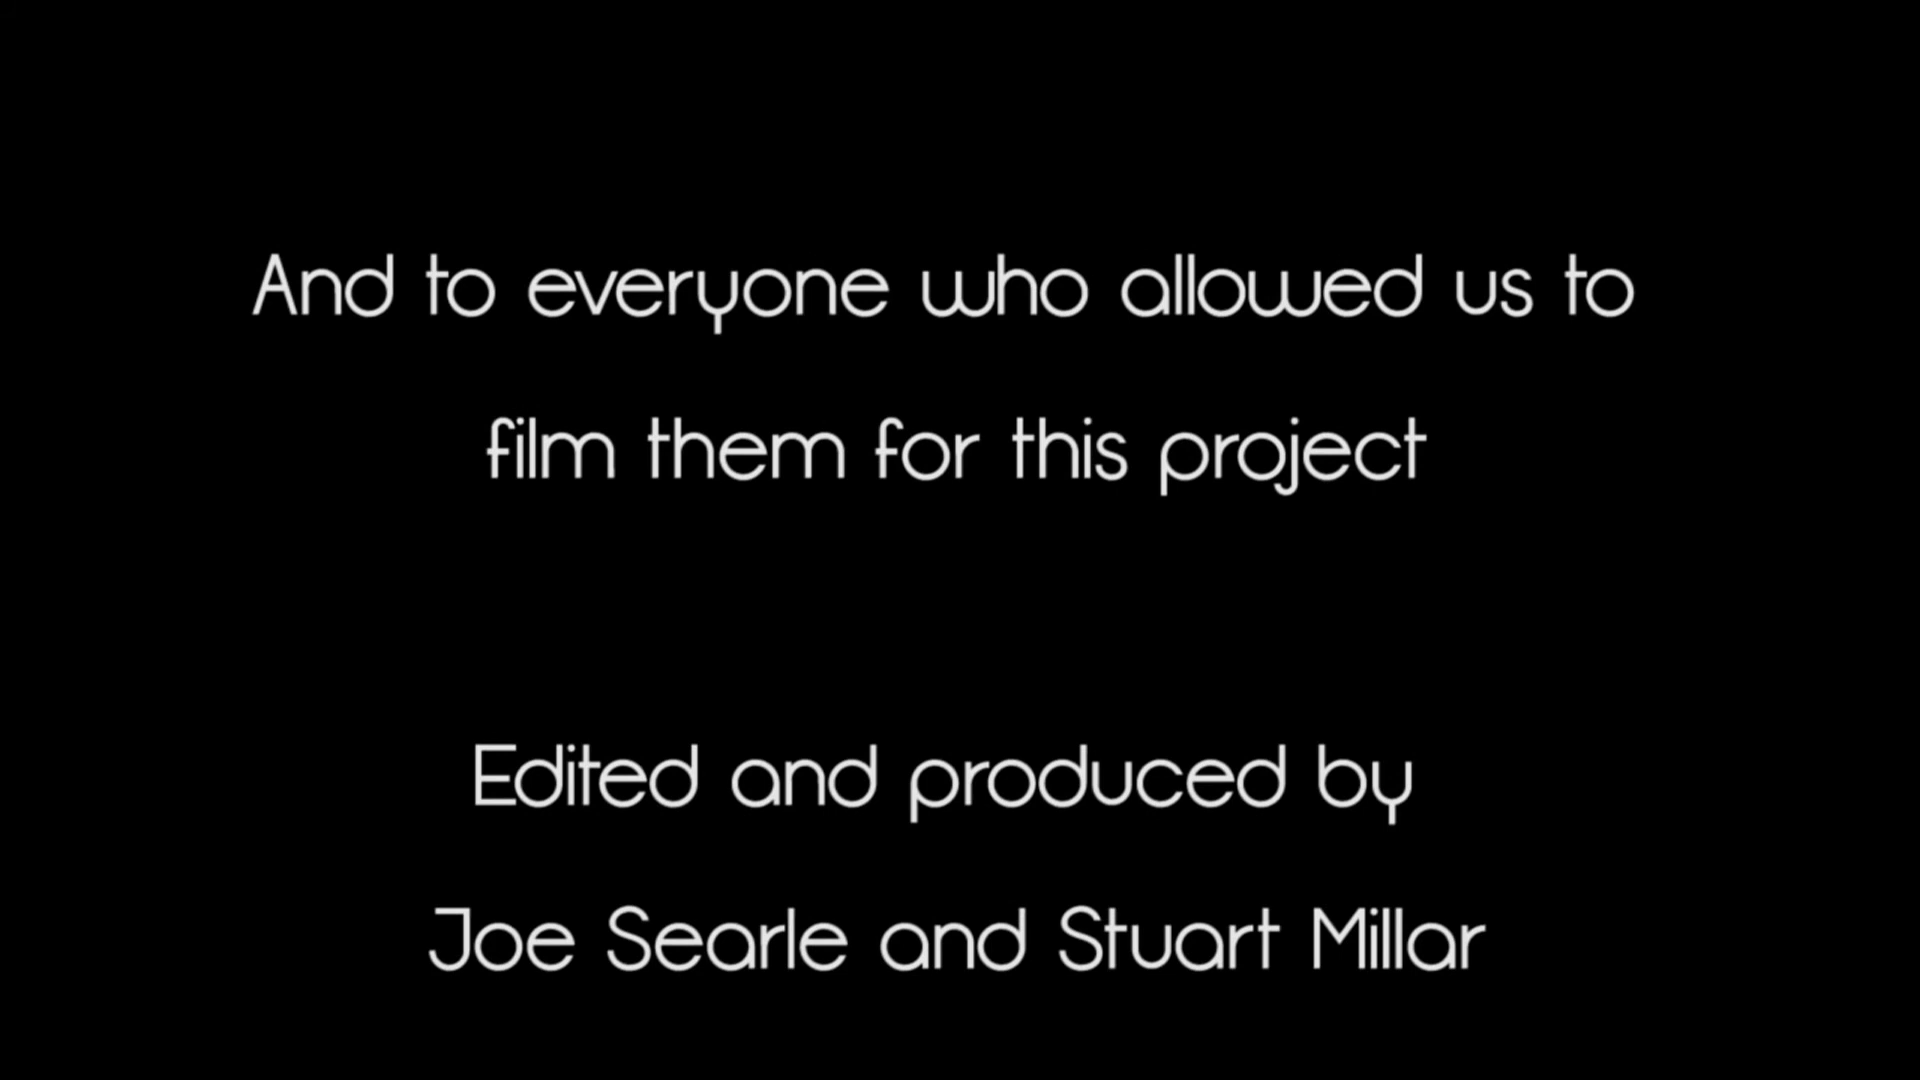 And to everyone who allowed us to
film them for this project
Edited and produced by
Joe Searle and Stuart Millar